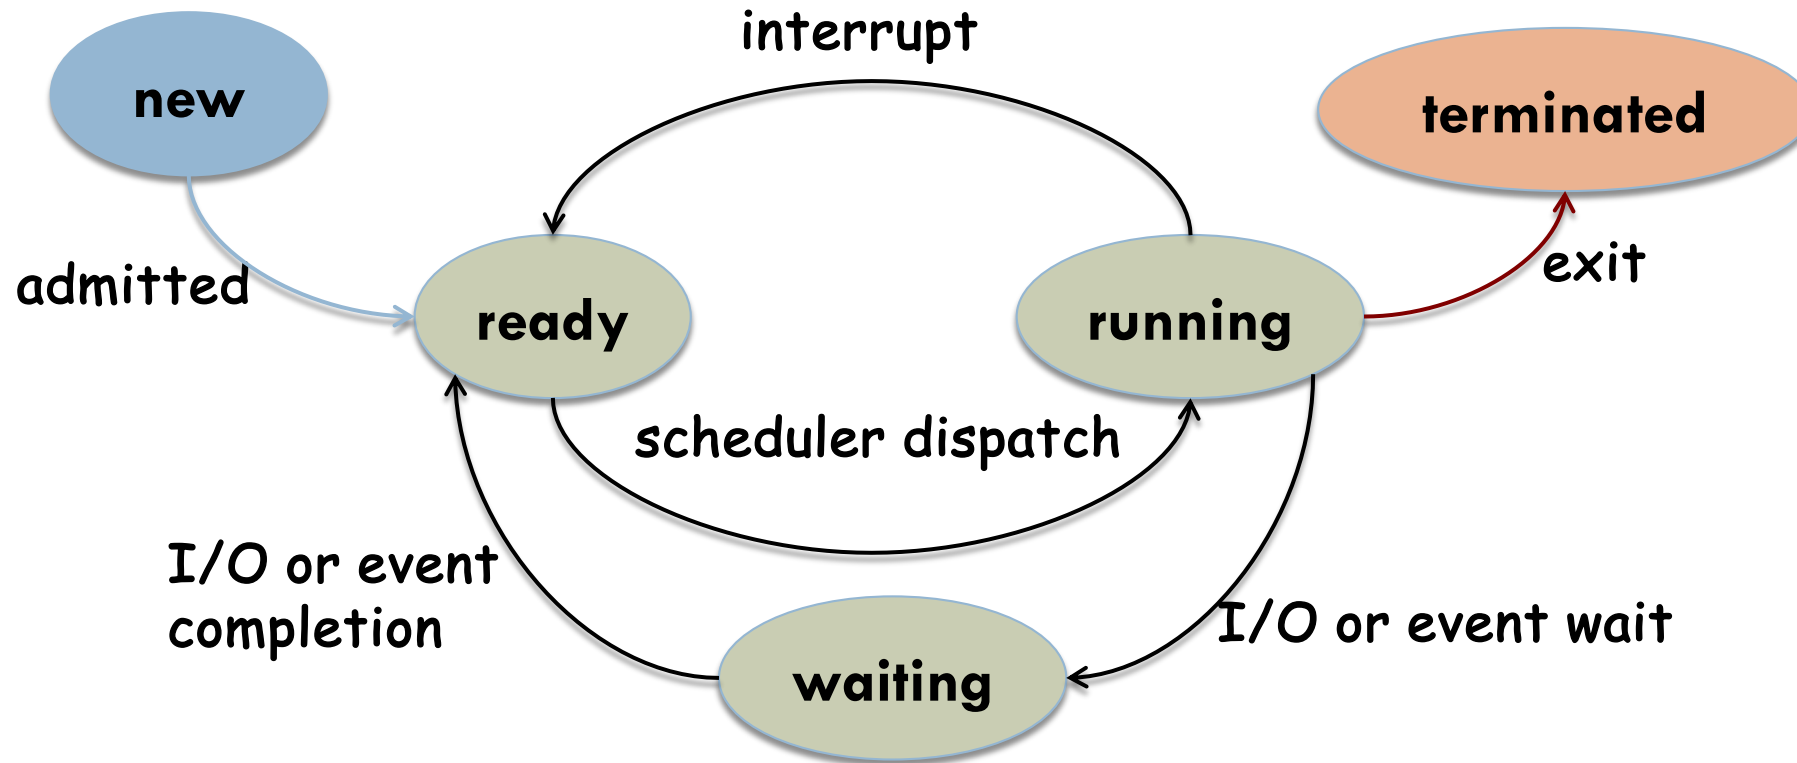 interrupt
new
terminated
admitted
exit
ready
running
scheduler dispatch
I/O or event
completion
I/O or event wait
waiting